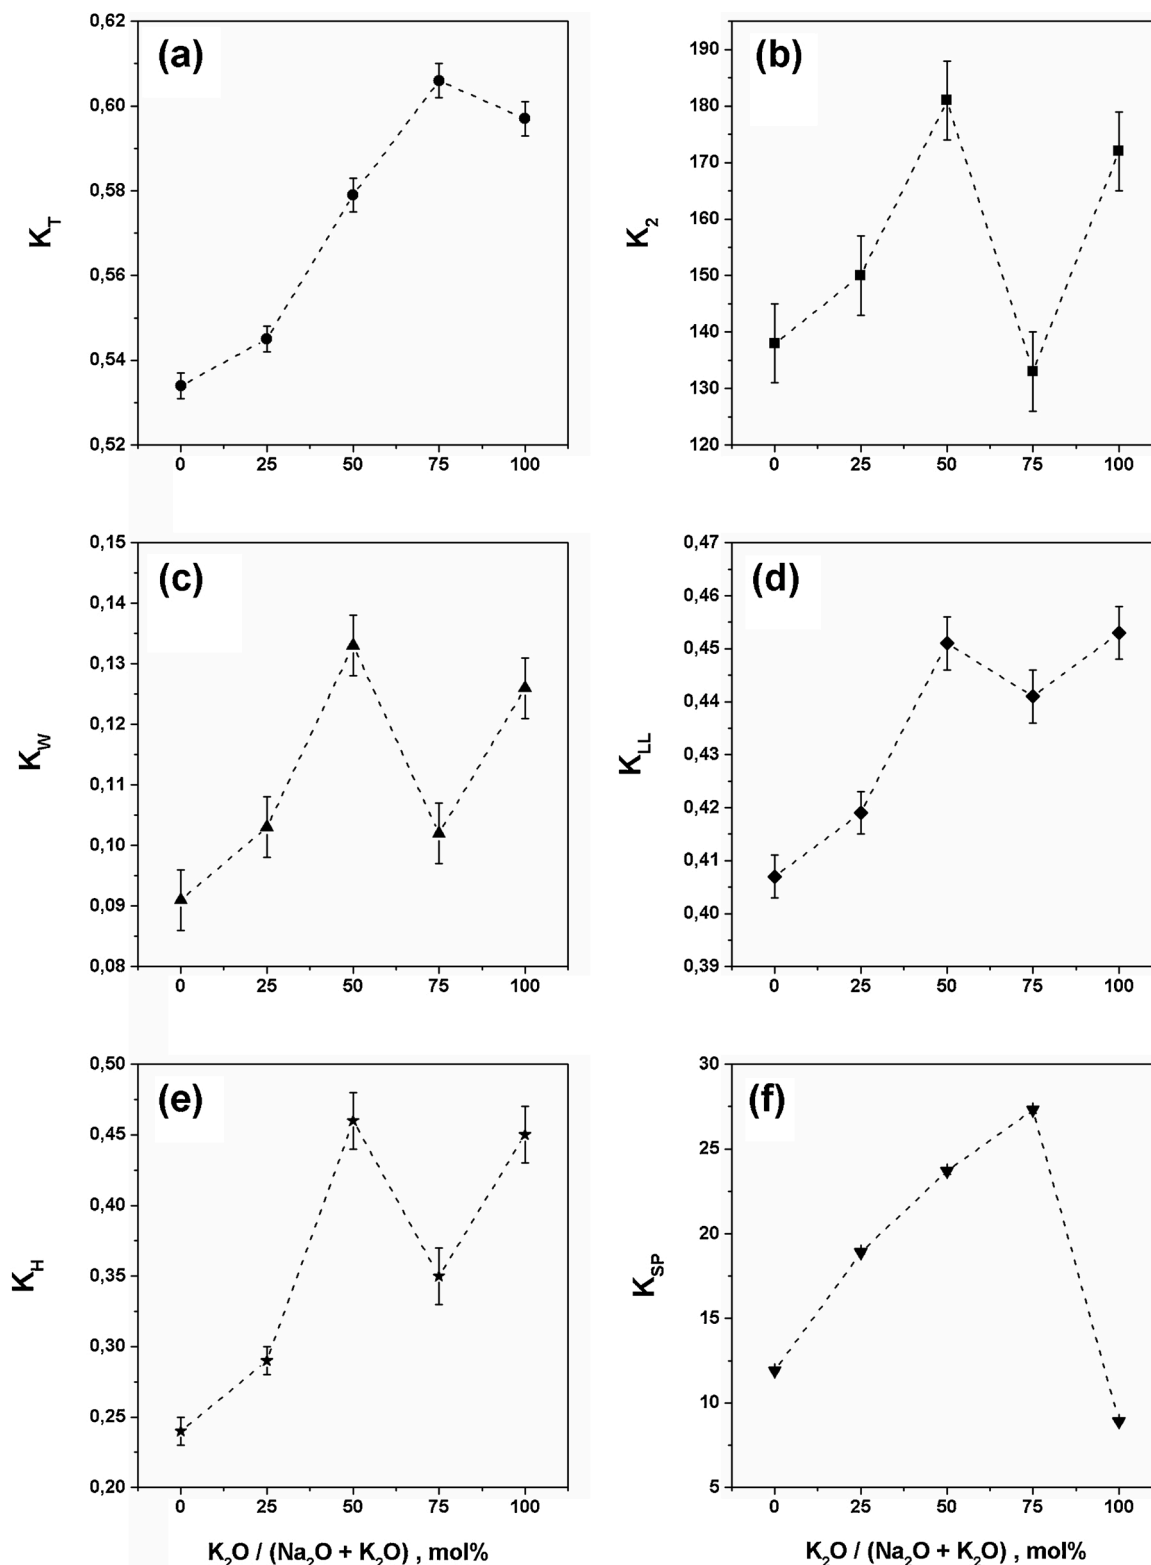 (a)
K_T
0,62
0,60
0,58
0,56
0,54
0,52
0 25 50 75 100
(b)
K_2
190
180
170
160
150
140
130
120
0 25 50 75 100
(c)
K_W
0,15
0,14
0,13
0,12
0,11
0,10
0,09
0,08
0 25 50 75 100
(d)
K_LL
0,47
0,46
0,45
0,44
0,43
0,42
0,41
0,40
0,39
0 25 50 75 100
(e)
K_H
0,50
0,45
0,40
0,35
0,30
0,25
0,20
0 25 50 75 100
K₂O / (Na₂O + K₂O) , mol%
(f)
K_SP
30
25
20
15
10
5
0 25 50 75 100
K₂O / (Na₂O + K₂O) , mol%